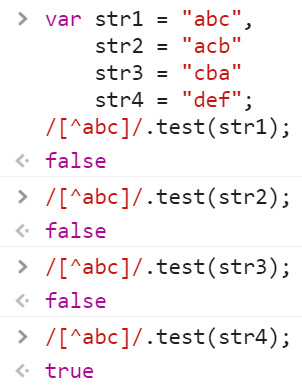 > var str1 = "abc",
str2 = "acb"
str3 = "cba"
str4 = "def";
/[^abc]/.test(str1);
< false
> /[^abc]/.test(str2);
< false
> /[^abc]/.test(str3);
< false
> /[^abc]/.test(str4);
< true